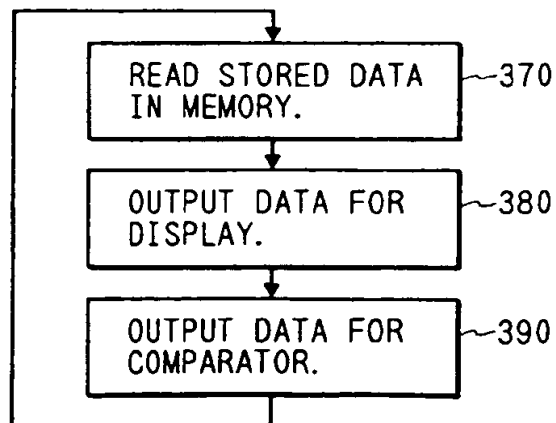 READ STORED DATA
IN MEMORY.
370
OUTPUT DATA FOR
DISPLAY.
380
OUTPUT DATA FOR
COMPARATOR.
390